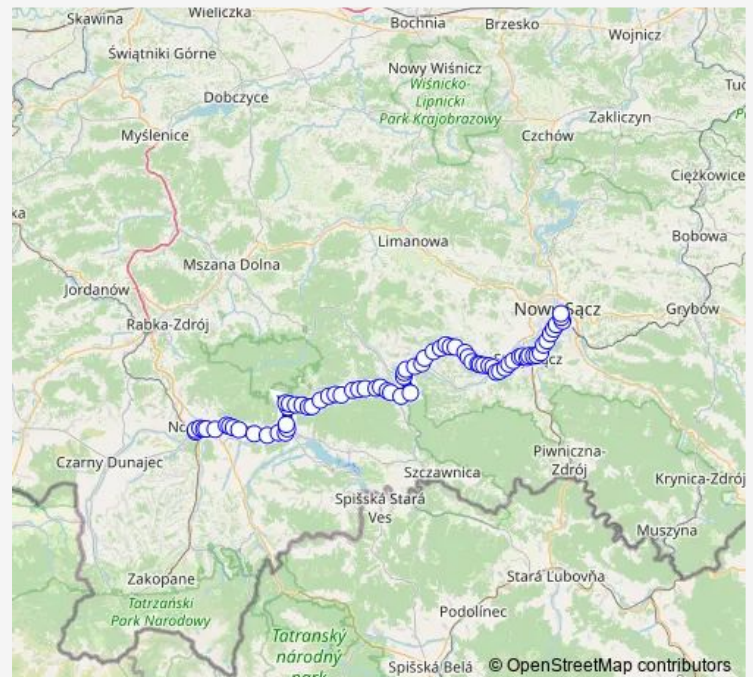 Skawina
Wieliczka
Bochnia
Brzesko
Wojnicz
Świątniki Górne
Nowy Wiśnicz
Wiśnicko-
Lipnicki
Park Krajobrazowy
Dobczyce
Zakliczyn
Myślenice
Czchów
Ciężkowice
Limanowa
Bobowa
Mszana Dolna
Jordanów
Rabka-Zdrój
Grybów
Czarny Dunajec
Szczawnica
Piwniczna-
Zdrój
Krynica-Zdrój
Spišská Stará
Ves
Muszyna
Zakopane
Tatrzański
Park Narodowy
Stará Ľubovňa
Podolínec
Tatranský
národný
park
Spišská Belá
© OpenStreetMap contributors